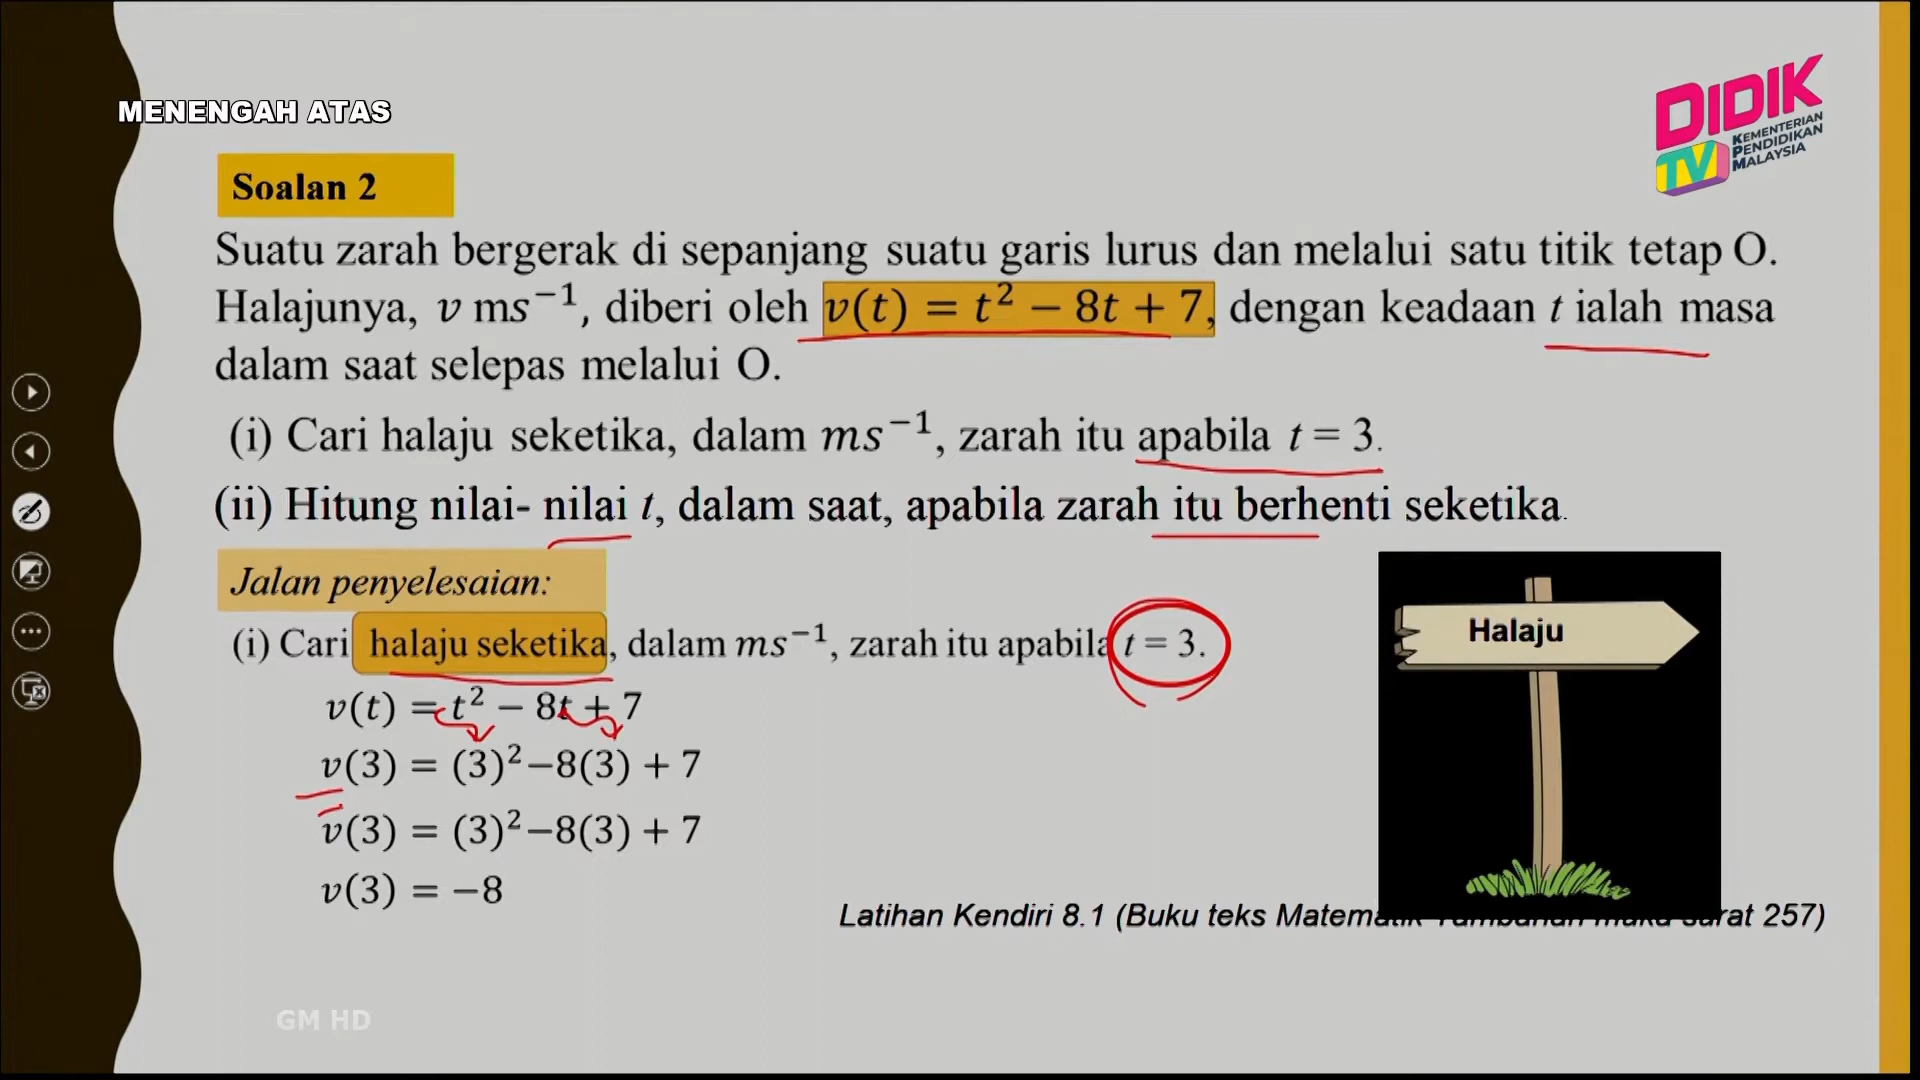 MENENGAH ATAS
DIDIK
TV
KEMENTERIAN
PENDIDIKAN
MALAYSIA
Soalan 2
Suatu zarah bergerak di sepanjang suatu garis lurus dan melalui satu titik tetap O.
Halajunya, v ms⁻¹, diberi oleh v(t) = t² − 8t + 7, dengan keadaan t ialah masa
dalam saat selepas melalui O.
(i) Cari halaju seketika, dalam ms⁻¹, zarah itu apabila t = 3.
(ii) Hitung nilai- nilai t, dalam saat, apabila zarah itu berhenti seketika.
Jalan penyelesaian:
(i) Cari halaju seketika, dalam ms⁻¹, zarah itu apabila t = 3.
v(t) = t² − 8t + 7
v(3) = (3)²−8(3) + 7
v(3) = (3)²−8(3) + 7
v(3) = −8
Halaju
Latihan Kendiri 8.1 (Buku teks Matematik surat 257)
GM HD